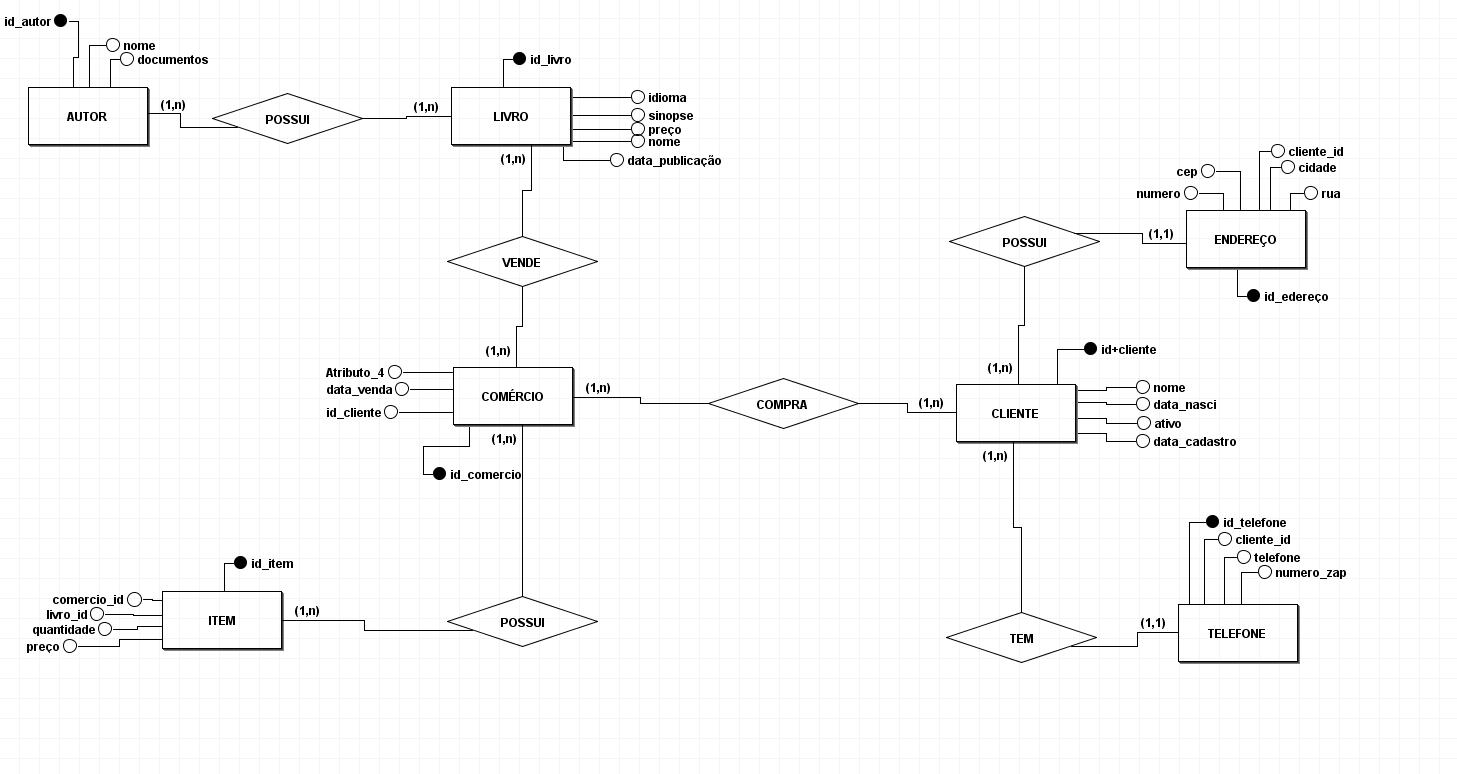 id_autor
nome
documentos
AUTOR
(1,n)
POSSUI
(1,n)
id_livro
LIVRO
idioma
sinopse
preço
nome
data_publicação
(1,n)
VENDE
(1,n)
Atributo_4
data_venda
id_cliente
COMÉRCIO
(1,n)
(1,n)
id_comercio
COMPRA
(1,n)
id+cliente
CLIENTE
nome
data_nasci
ativo
data_cadastro
(1,n)
POSSUI
(1,1)
cliente_id
cidade
cep
numero
rua
ENDEREÇO
id_edereço
(1,n)
TEM
(1,1)
id_telefone
cliente_id
telefone
numero_zap
TELEFONE
id_item
comercio_id
livro_id
quantidade
preço
ITEM
(1,n)
POSSUI